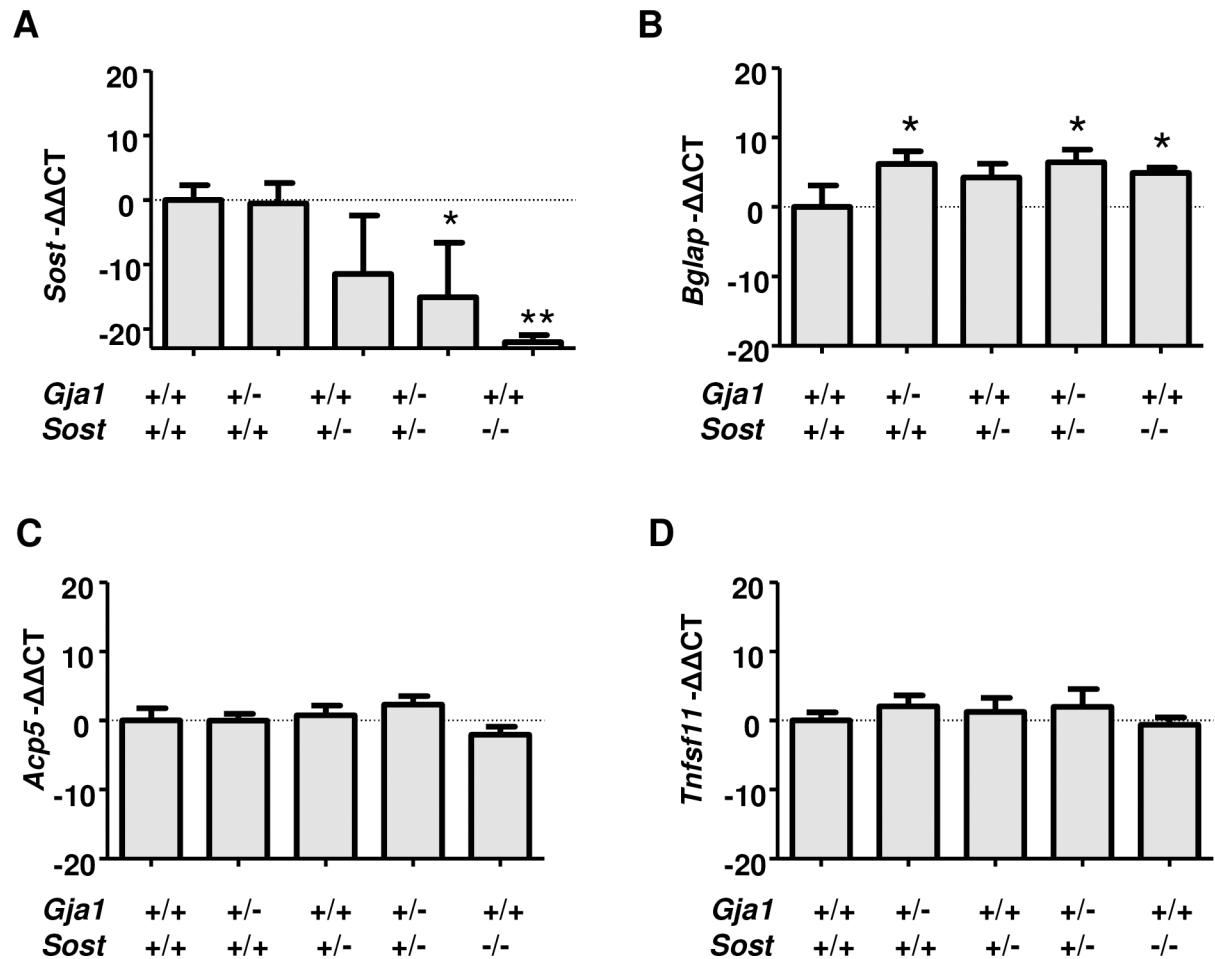 A
20
10
0
-10
-20
Sost -ΔΔCT
*
**
Gja1 +/+ +/- +/+ +/- +/+
Sost +/+ +/+ +/- +/- -/-
B
20
10
0
-10
-20
Bglap -ΔΔCT
* * *
Gja1 +/+ +/- +/+ +/- +/+
Sost +/+ +/+ +/- +/- -/-
C
20
10
0
-10
-20
Acp5 -ΔΔCT
Gja1 +/+ +/- +/+ +/- +/+
Sost +/+ +/+ +/- +/- -/-
D
20
10
0
-10
-20
Tnfsf11 -ΔΔCT
Gja1 +/+ +/- +/+ +/- +/+
Sost +/+ +/+ +/- +/- -/-